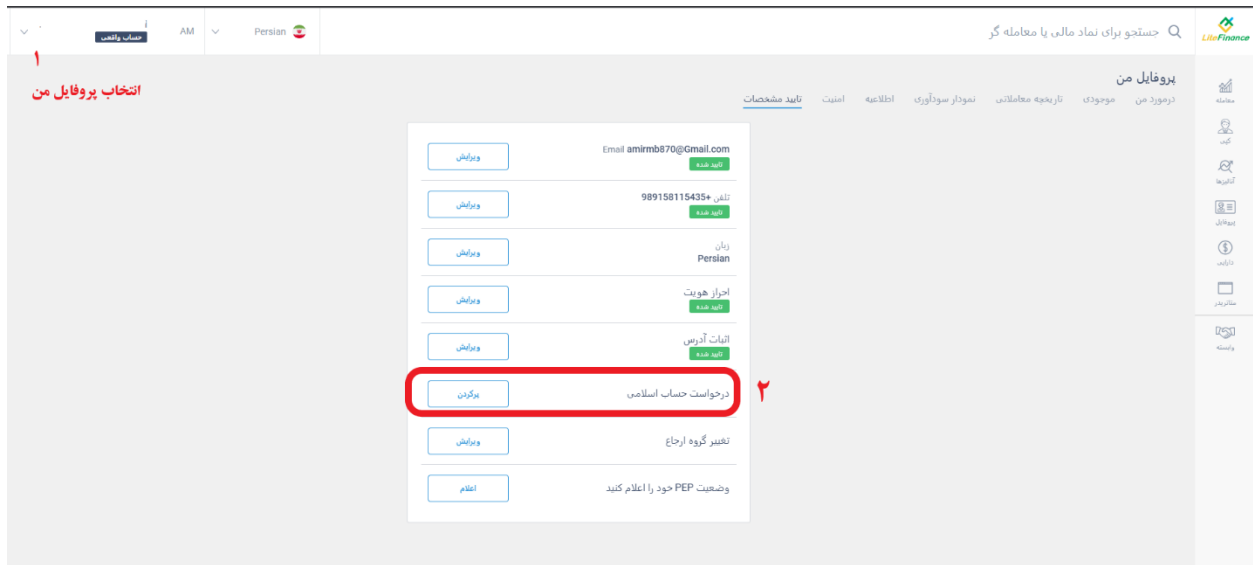 LiteFinance
جستجو برای نماد مالی یا معامله گر
Persian
AM
حساب واقعی
۱
انتخاب پروفایل من
پروفایل من
درمورد من موجودی تاریخچه معاملاتی نمودار سودآوری اطلاعیه امنیت تایید مشخصات
Email amirmb870@Gmail.com
تایید شده
ویرایش
تلفن +989158115435
تایید شده
ویرایش
زبان
Persian
ویرایش
احراز هویت
تایید شده
ویرایش
اثبات آدرس
تایید شده
ویرایش
درخواست حساب اسلامی
پرکردن
۲
تغییر گروه ارجاع
ویرایش
وضعیت PEP خود را اعلام کنید
اعلام
معامله
کپی
آنالیزها
پروفایل
دارایی
متاتریدر
وابسته